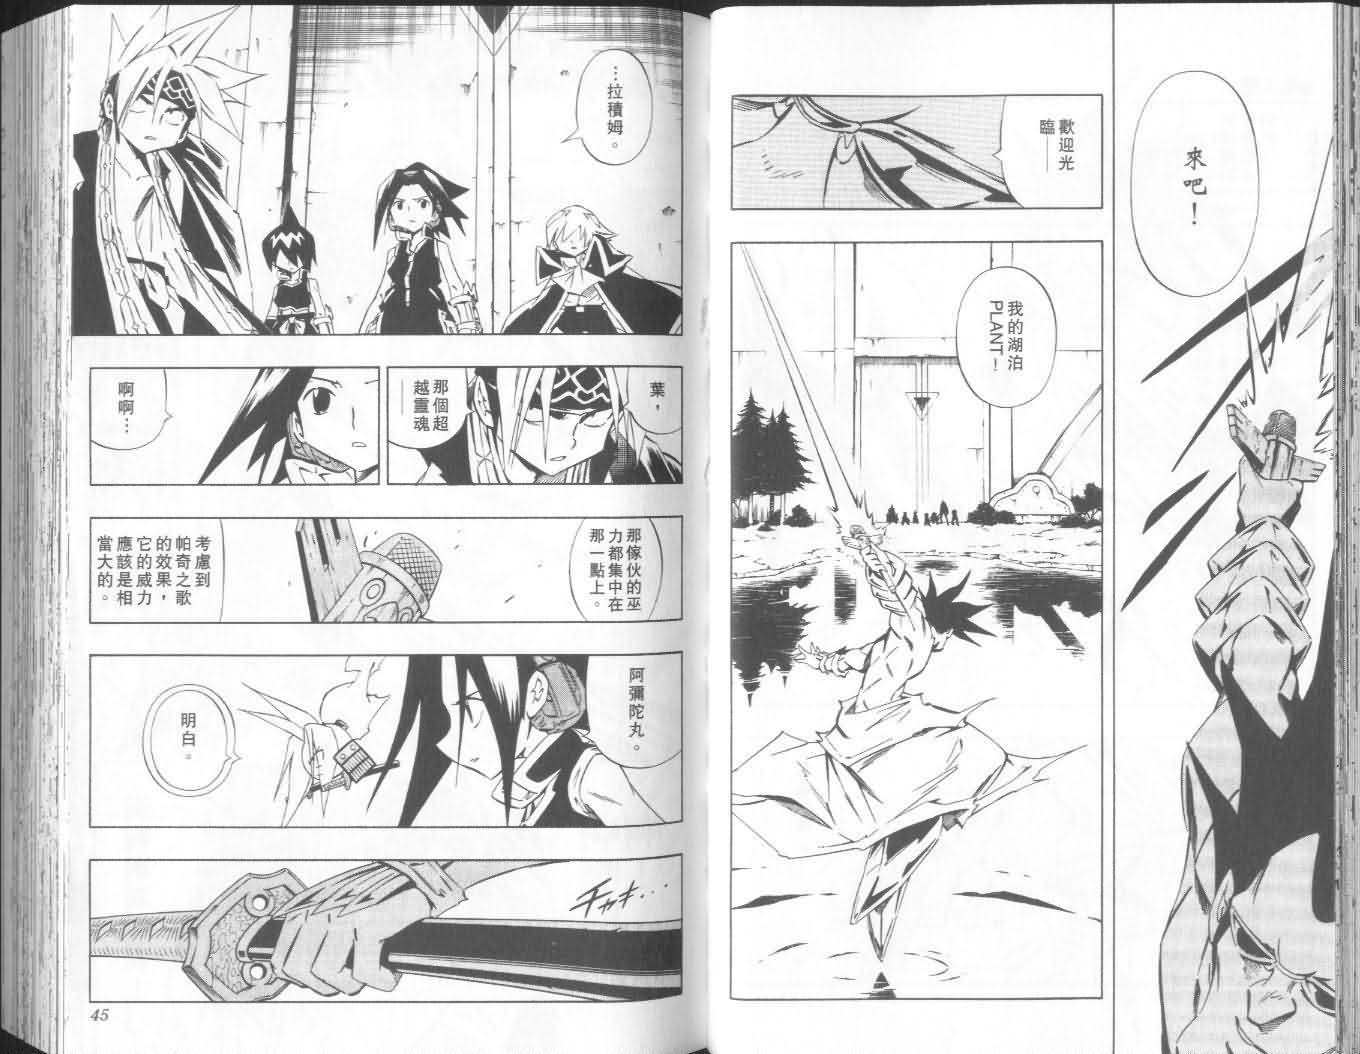 來吧！
歡迎光
臨——
我的湖泊
PLANT－！
…拉積姆。
葉，
那個超
越靈魂
——
啊啊…
那傢伙的巫
力都集中在
那一點上。
考慮到
帕奇之歌
的效果，
它的威力
應該是相
當大的。
阿彌陀丸。
明白。
チャキ…
45